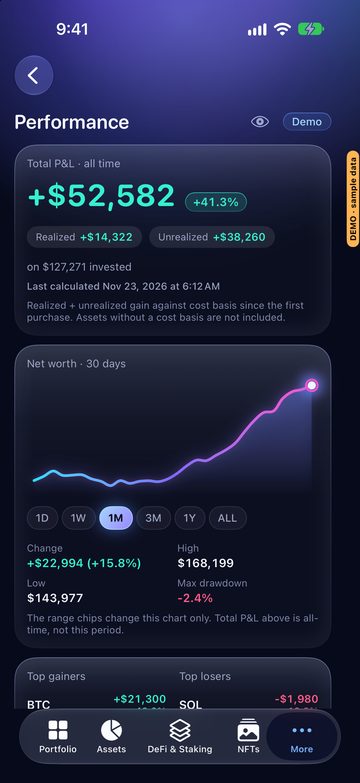 9:41
Performance
Demo
DEMO · sample data
Total P&L · all time
+$52,582 +41.3%
Realized +$14,322 Unrealized +$38,260
on $127,271 invested
Last calculated Nov 23, 2026 at 6:12 AM
Realized + unrealized gain against cost basis since the first
purchase. Assets without a cost basis are not included.
Net worth · 30 days
1D 1W 1M 3M 1Y ALL
Change High
+$22,994 (+15.8%) $168,199
Low Max drawdown
$143,977 -2.4%
The range chips change this chart only. Total P&L above is all-
time, not this period.
Top gainers Top losers
BTC +$21,300 SOL -$1,980
Portfolio Assets DeFi & Staking NFTs More